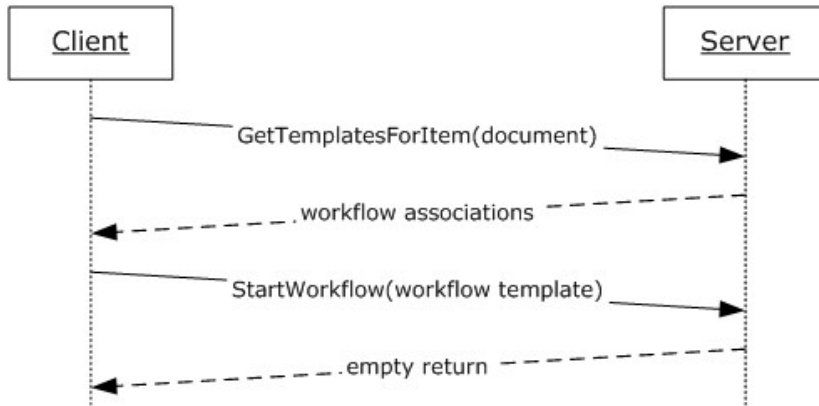 Client
Server
GetTemplatesForItem(document)
workflow associations
StartWorkflow(workflow template)
empty return